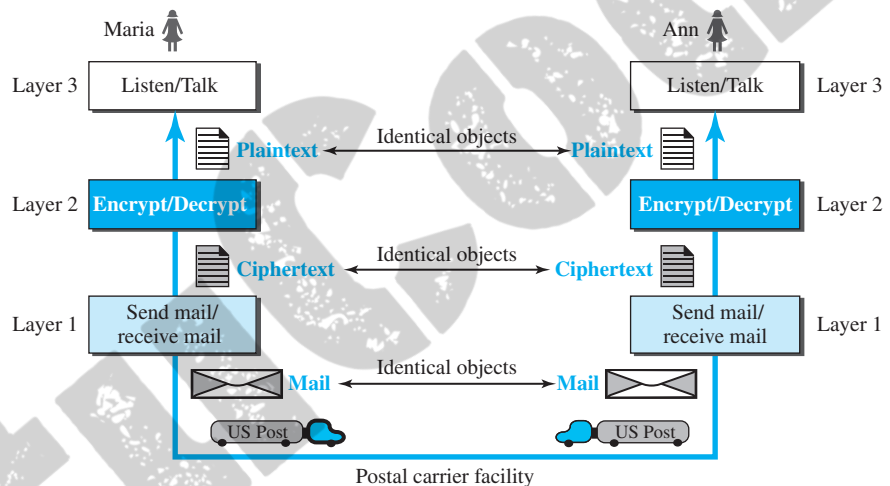 Maria
Ann
Layer 3
Listen/Talk
Listen/Talk
Layer 3
Plaintext
Identical objects
Plaintext
Layer 2
Encrypt/Decrypt
Encrypt/Decrypt
Layer 2
Ciphertext
Identical objects
Ciphertext
Layer 1
Send mail/
receive mail
Send mail/
receive mail
Layer 1
Mail
Identical objects
Mail
US Post
US Post
Postal carrier facility